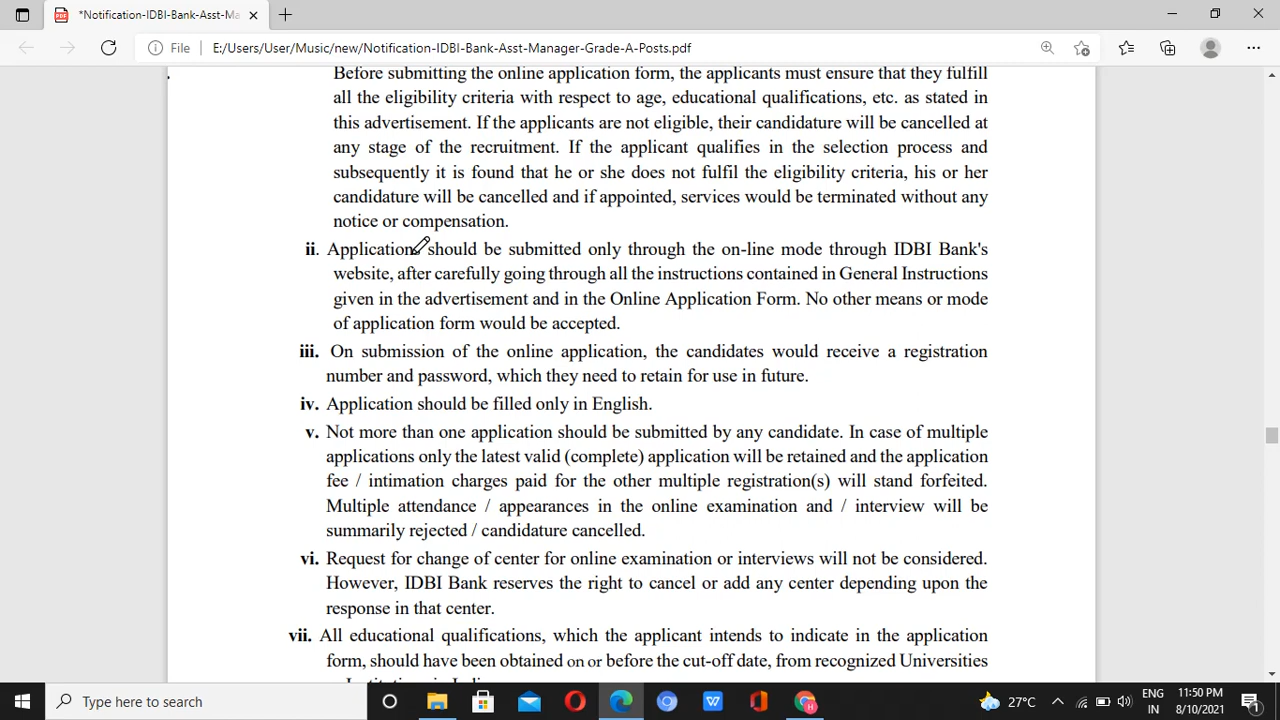 *Notification-IDBI-Bank-Asst-Ma
File
E:/Users/User/Music/new/Notification-IDBI-Bank-Asst-Manager-Grade-A-Posts.pdf
Before submitting the online application form, the applicants must ensure that they fulfill
all the eligibility criteria with respect to age, educational qualifications, etc. as stated in
this advertisement. If the applicants are not eligible, their candidature will be cancelled at
any stage of the recruitment. If the applicant qualifies in the selection process and
subsequently it is found that he or she does not fulfil the eligibility criteria, his or her
candidature will be cancelled and if appointed, services would be terminated without any
notice or compensation.
ii. Application should be submitted only through the on-line mode through IDBI Bank's
website, after carefully going through all the instructions contained in General Instructions
given in the advertisement and in the Online Application Form. No other means or mode
of application form would be accepted.
iii. On submission of the online application, the candidates would receive a registration
number and password, which they need to retain for use in future.
iv. Application should be filled only in English.
v. Not more than one application should be submitted by any candidate. In case of multiple
applications only the latest valid (complete) application will be retained and the application
fee / intimation charges paid for the other multiple registration(s) will stand forfeited.
Multiple attendance / appearances in the online examination and / interview will be
summarily rejected / candidature cancelled.
vi. Request for change of center for online examination or interviews will not be considered.
However, IDBI Bank reserves the right to cancel or add any center depending upon the
response in that center.
vii. All educational qualifications, which the applicant intends to indicate in the application
form, should have been obtained on or before the cut-off date, from recognized Universities
Type here to search
27°C
ENG
IN
11:50 PM
8/10/2021